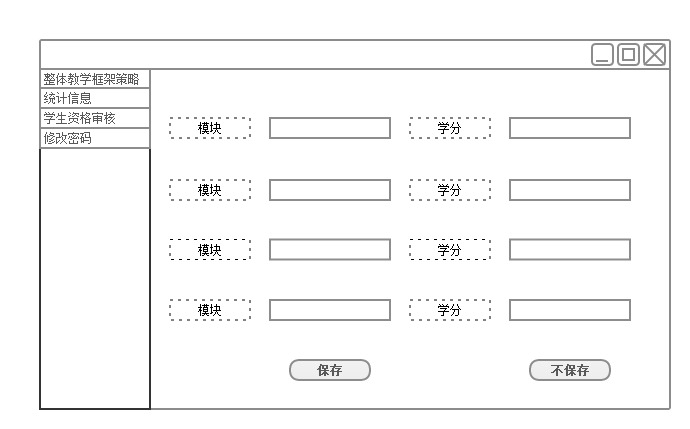 整体教学框架策略
统计信息
学生资格审核
修改密码
模块 学分
模块 学分
模块 学分
模块 学分
保存 不保存